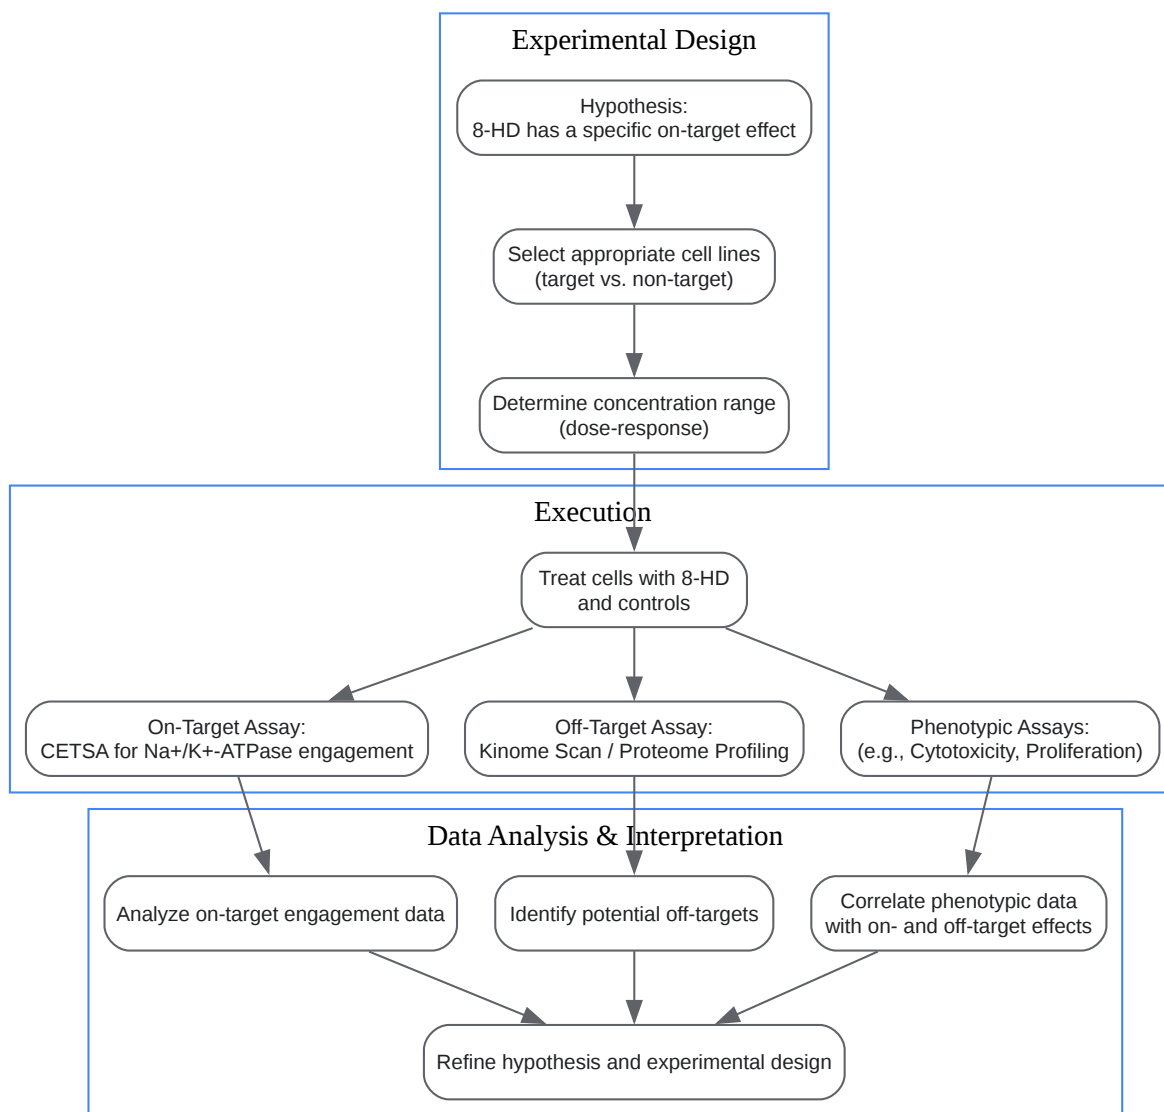 Experimental Design
Hypothesis:
8-HD has a specific on-target effect
Select appropriate cell lines
(target vs. non-target)
Determine concentration range
(dose-response)
Execution
Treat cells with 8-HD
and controls
On-Target Assay:
CETSA for Na+/K+-ATPase engagement
Off-Target Assay:
Kinome Scan / Proteome Profiling
Phenotypic Assays:
(e.g., Cytotoxicity, Proliferation)
Data Analysis & Interpretation
Analyze on-target engagement data
Identify potential off-targets
Correlate phenotypic data
with on- and off-target effects
Refine hypothesis and experimental design